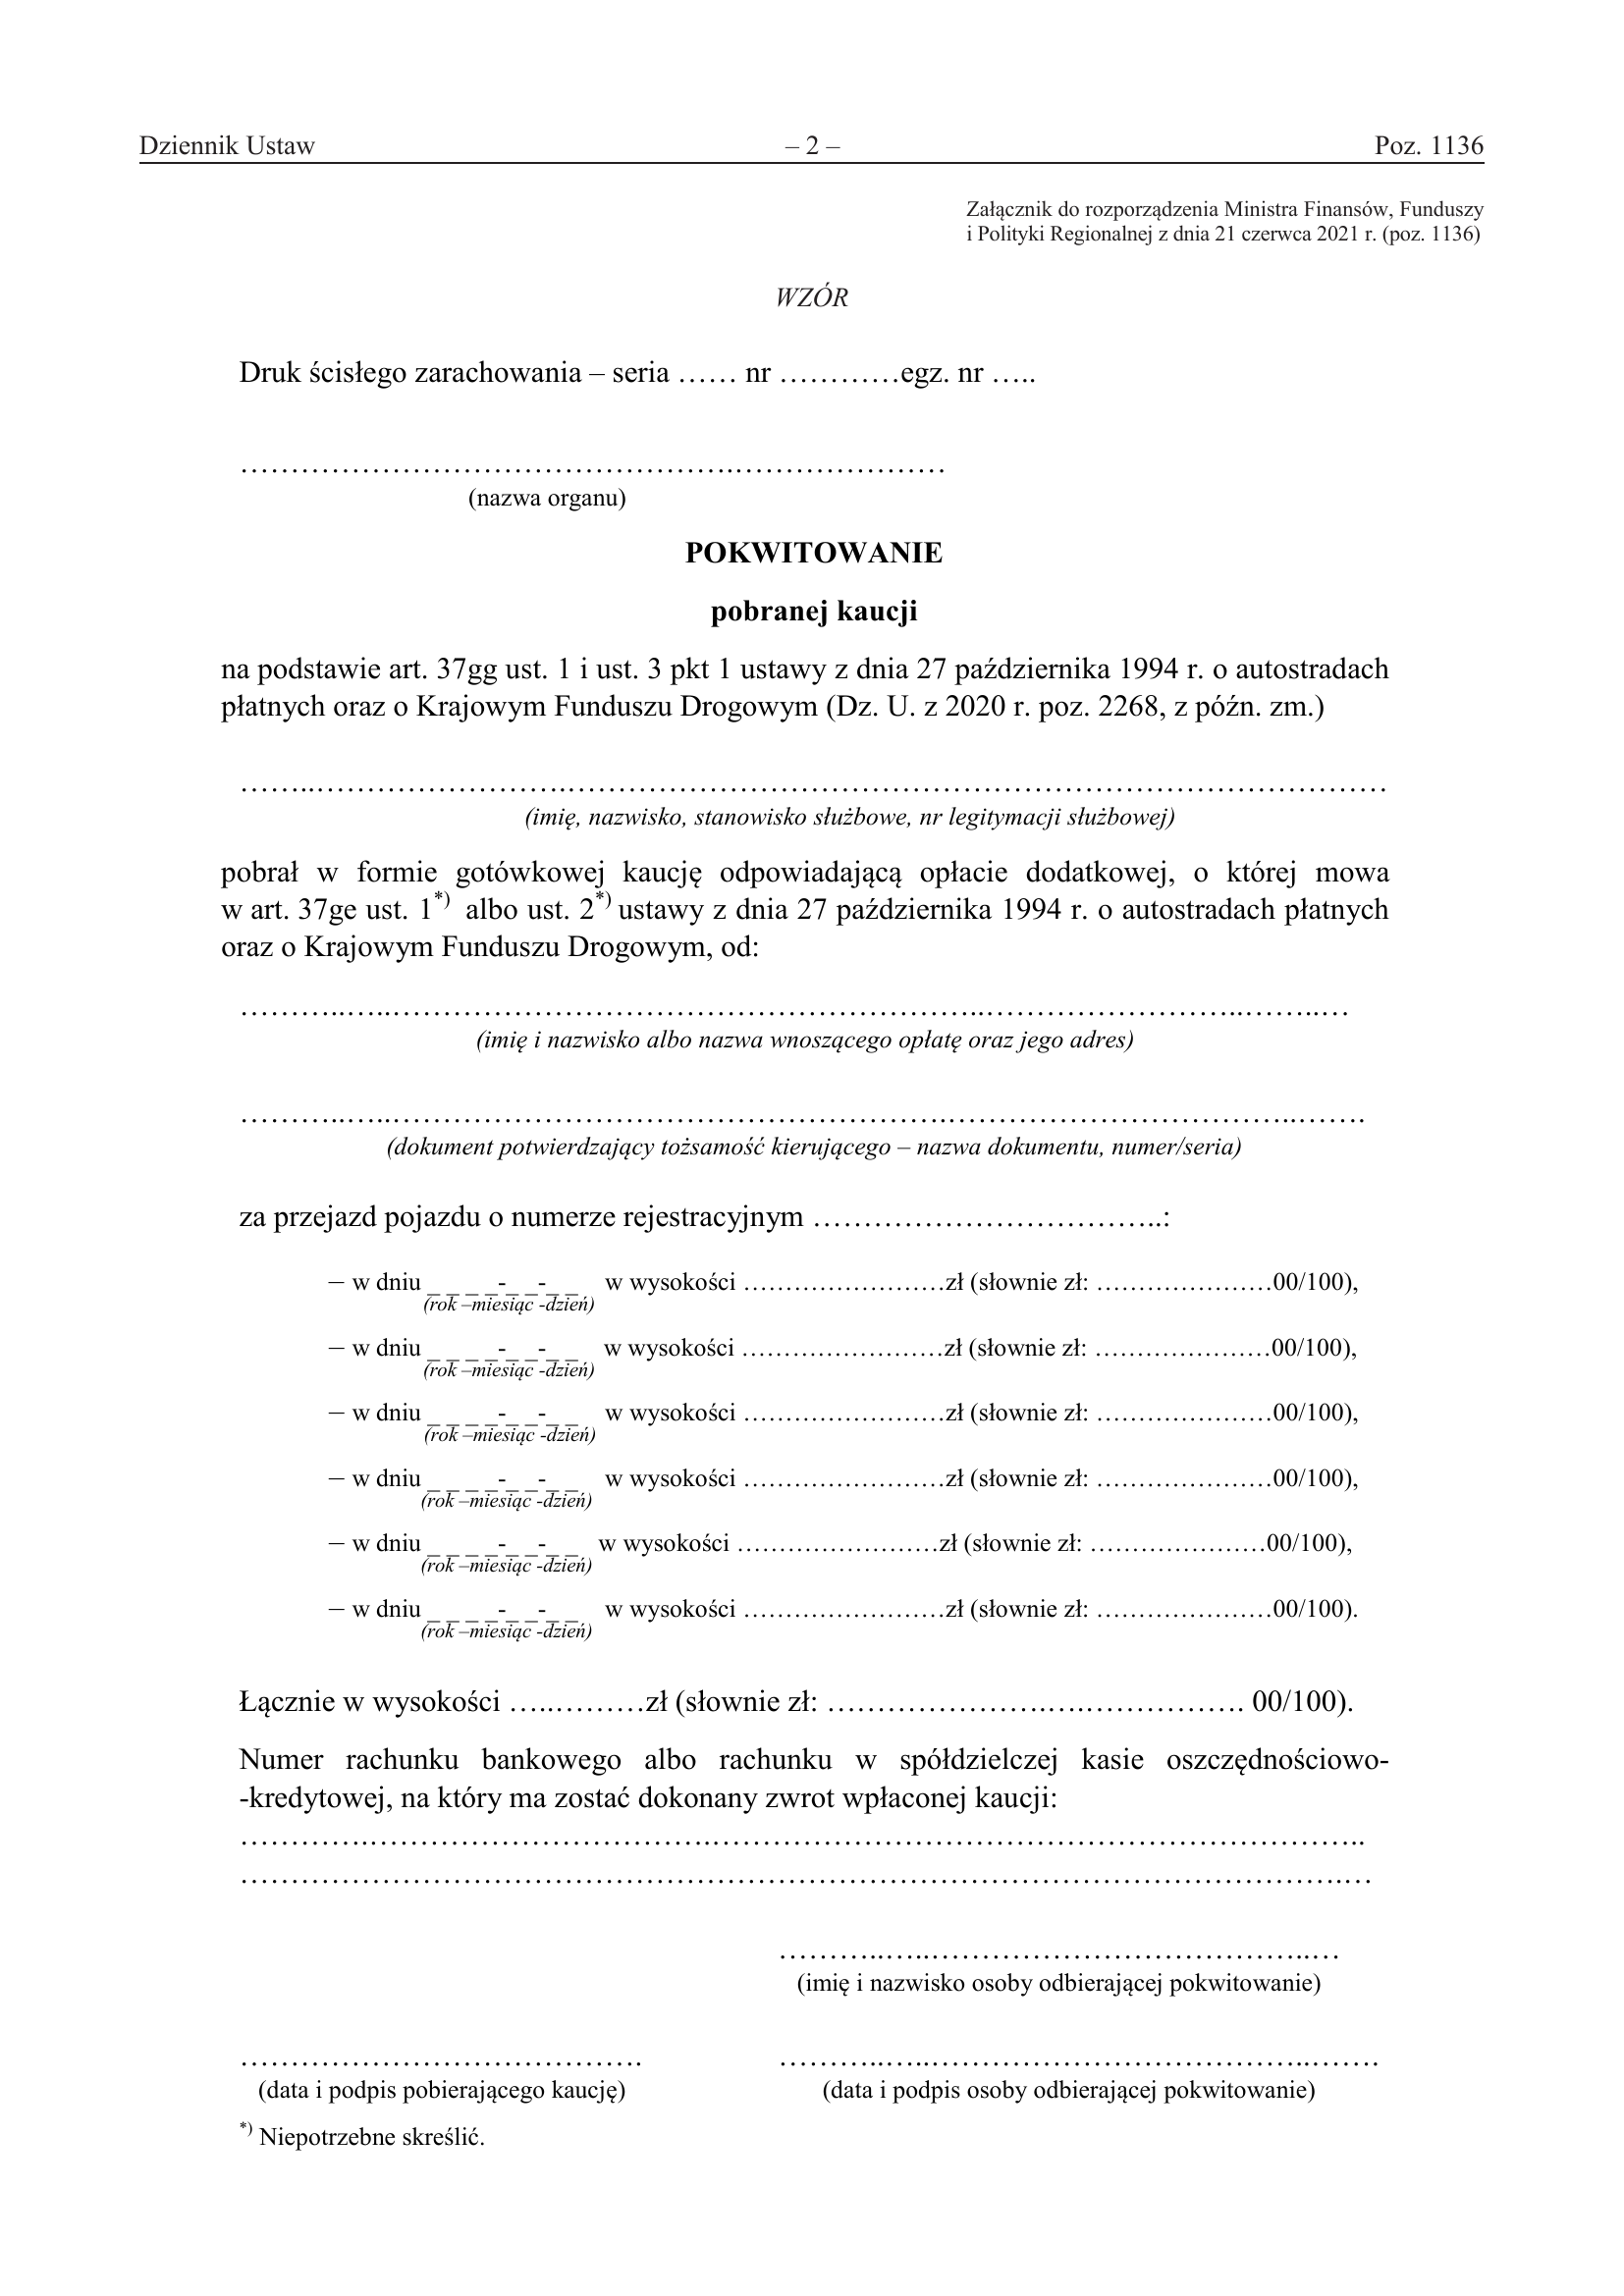 Dziennik Ustaw – 2 – Poz. 1136
Załącznik do rozporządzenia Ministra Finansów, Funduszy
i Polityki Regionalnej z dnia 21 czerwca 2021 r. (poz. 1136)
WZÓR
Druk ścisłego zarachowania – seria …… nr …………egz. nr …..
………………………………………….…………………
(nazwa organu)
POKWITOWANIE
pobranej kaucji
na podstawie art. 37gg ust. 1 i ust. 3 pkt 1 ustawy z dnia 27 października 1994 r. o autostradach
płatnych oraz o Krajowym Funduszu Drogowym (Dz. U. z 2020 r. poz. 2268, z późn. zm.)
……..…………………….………………………………………………………………………
(imię, nazwisko, stanowisko służbowe, nr legitymacji służbowej)
pobrał w formie gotówkowej kaucję odpowiadającą opłacie dodatkowej, o której mowa
w art. 37ge ust. 1*) albo ust. 2*) ustawy z dnia 27 października 1994 r. o autostradach płatnych
oraz o Krajowym Funduszu Drogowym, od:
………..…..…………………………………………………..……………………..……..…
(imię i nazwisko albo nazwa wnoszącego opłatę oraz jego adres)
………..…..……………………………………………….……………………………..…….
(dokument potwierdzający tożsamość kierującego – nazwa dokumentu, numer/seria)
za przejazd pojazdu o numerze rejestracyjnym ……………………………..:
– w dniu _ _ _ _-_ _-_ _ w wysokości ……………………zł (słownie zł: …………………00/100),
(rok –miesiąc -dzień)
– w dniu _ _ _ _-_ _-_ _ w wysokości ……………………zł (słownie zł: …………………00/100),
(rok –miesiąc -dzień)
– w dniu _ _ _ _-_ _-_ _ w wysokości ……………………zł (słownie zł: …………………00/100),
(rok –miesiąc -dzień)
– w dniu _ _ _ _-_ _-_ _ w wysokości ……………………zł (słownie zł: …………………00/100),
(rok –miesiąc -dzień)
– w dniu _ _ _ _-_ _-_ _ w wysokości ……………………zł (słownie zł: …………………00/100),
(rok –miesiąc -dzień)
– w dniu _ _ _ _-_ _-_ _ w wysokości ……………………zł (słownie zł: …………………00/100).
(rok –miesiąc -dzień)
Łącznie w wysokości …..………zł (słownie zł: ………………….….……………. 00/100).
Numer rachunku bankowego albo rachunku w spółdzielczej kasie oszczędnościowo-
-kredytowej, na który ma zostać dokonany zwrot wpłaconej kaucji:
………….…………………………….………………………………………………………..
……………………………………………………………………………………………….…
………..…..………………………………..…
(imię i nazwisko osoby odbierającej pokwitowanie)
…………………………………. ………..…..………………………………..…….
(data i podpis pobierającego kaucję) (data i podpis osoby odbierającej pokwitowanie)
*) Niepotrzebne skreślić.